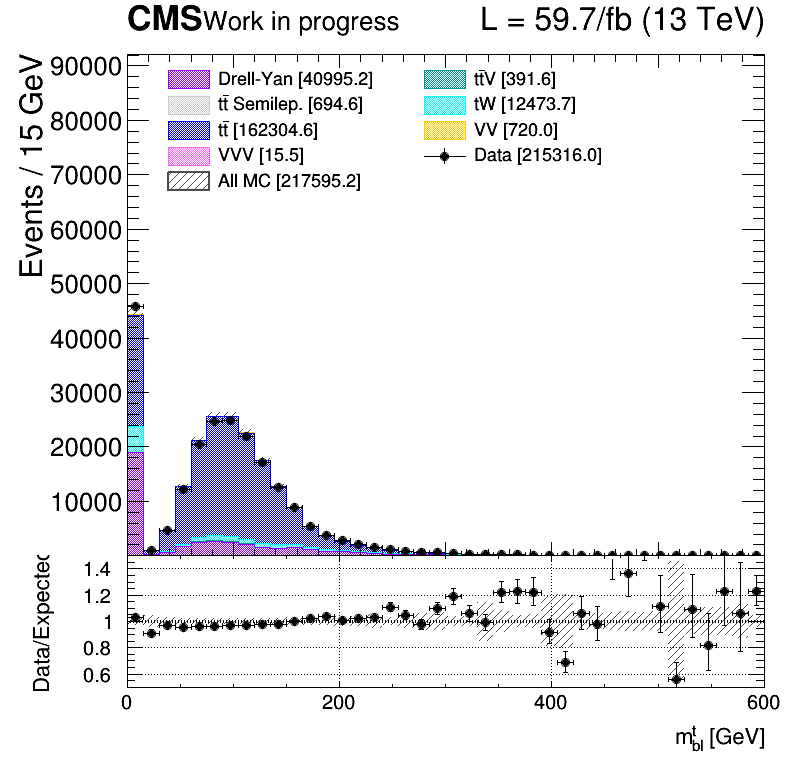 CMS Work in progress L = 59.7/fb (13 TeV)
Events / 15 GeV
90000
80000
70000
60000
50000
40000
30000
20000
10000
Drell-Yan [40995.2]
tt̄ Semilep. [694.6]
tt̄ [162304.6]
VVV [15.5]
All MC [217595.2]
tt̄V [391.6]
tW [12473.7]
VV [720.0]
Data [215316.0]
Data/Expected
1.4
1.2
1
0.8
0.6
0 200 400 600
m^t_bl [GeV]